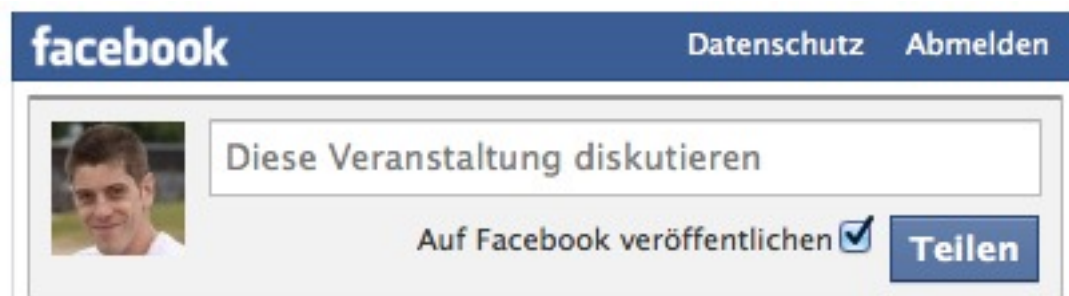 facebook Datenschutz Abmelden
Diese Veranstaltung diskutieren
Auf Facebook veröffentlichen Teilen